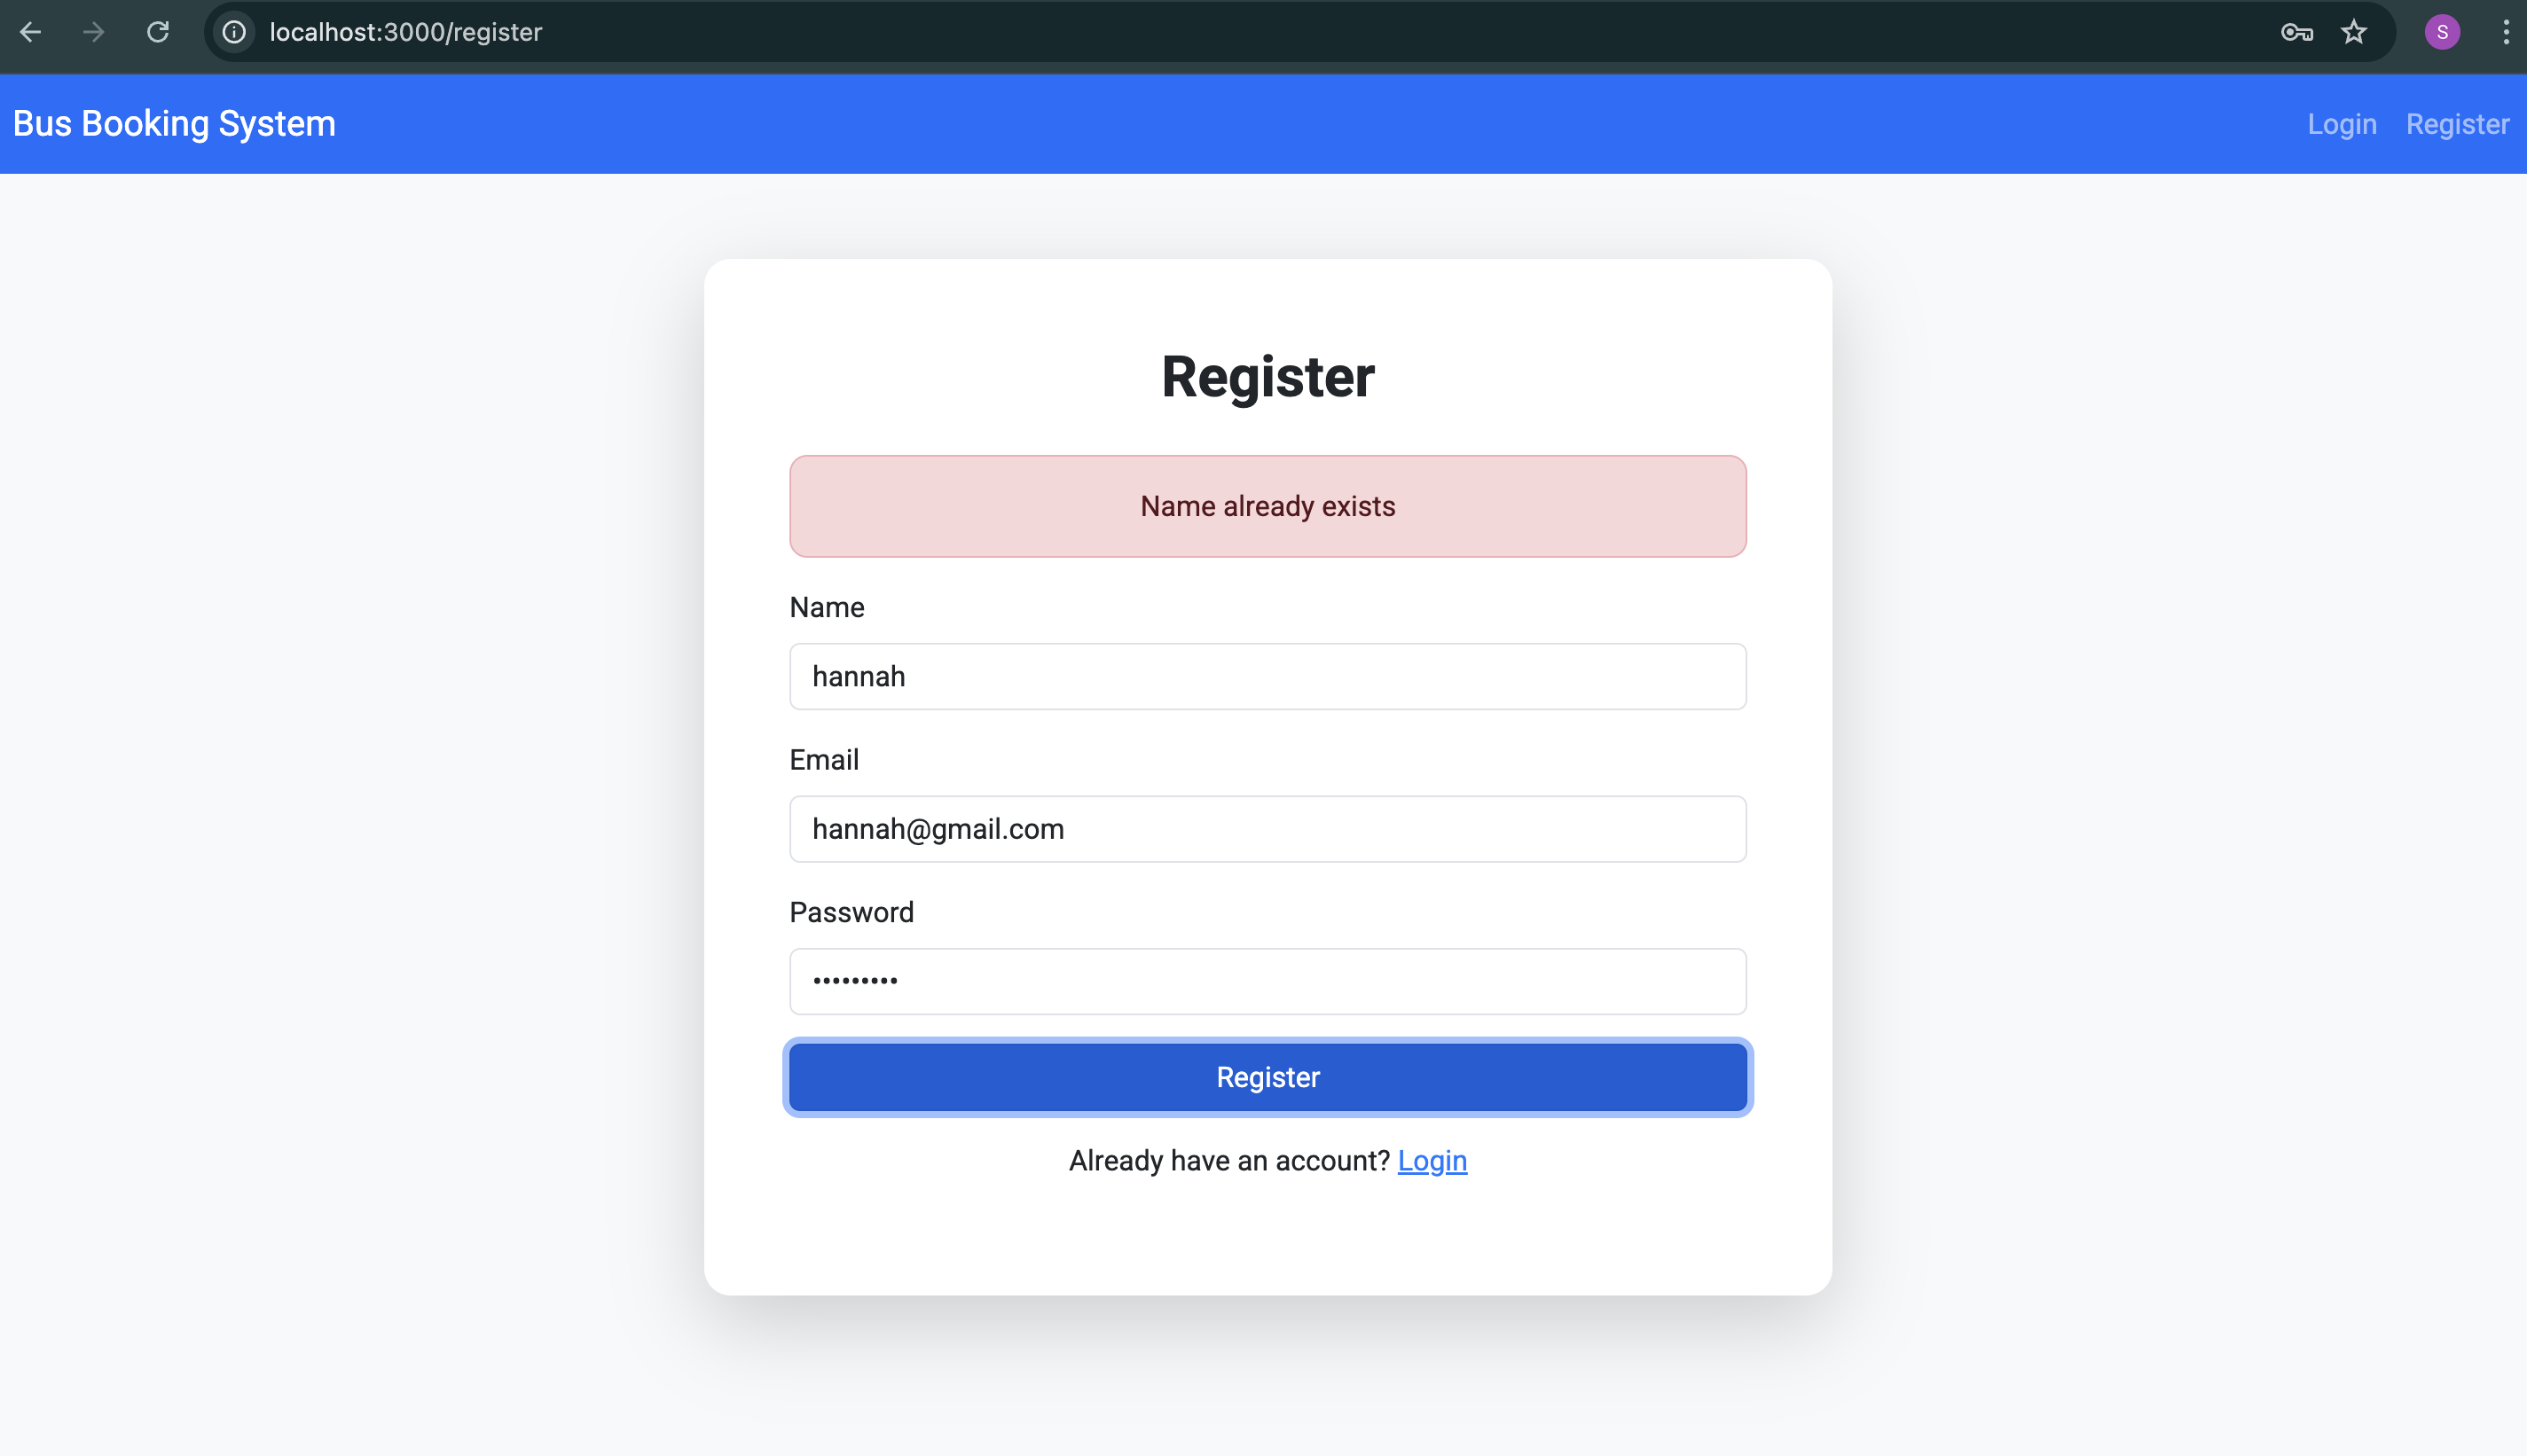 localhost:3000/register
S
Bus Booking System
Login Register
Register
Name already exists
Name
hannah
Email
hannah@gmail.com
Password
•••••••••
Register
Already have an account? Login